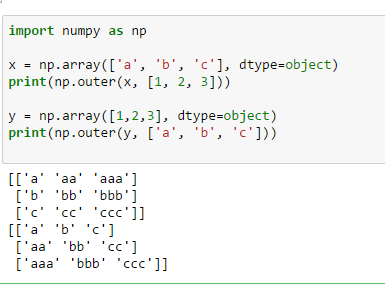 import numpy as np
x = np.array(['a', 'b', 'c'], dtype=object)
print(np.outer(x, [1, 2, 3]))
y = np.array([1,2,3], dtype=object)
print(np.outer(y, ['a', 'b', 'c']))
[['a' 'aa' 'aaa']
 ['b' 'bb' 'bbb']
 ['c' 'cc' 'ccc']]
[['a' 'b' 'c']
 ['aa' 'bb' 'cc']
 ['aaa' 'bbb' 'ccc']]